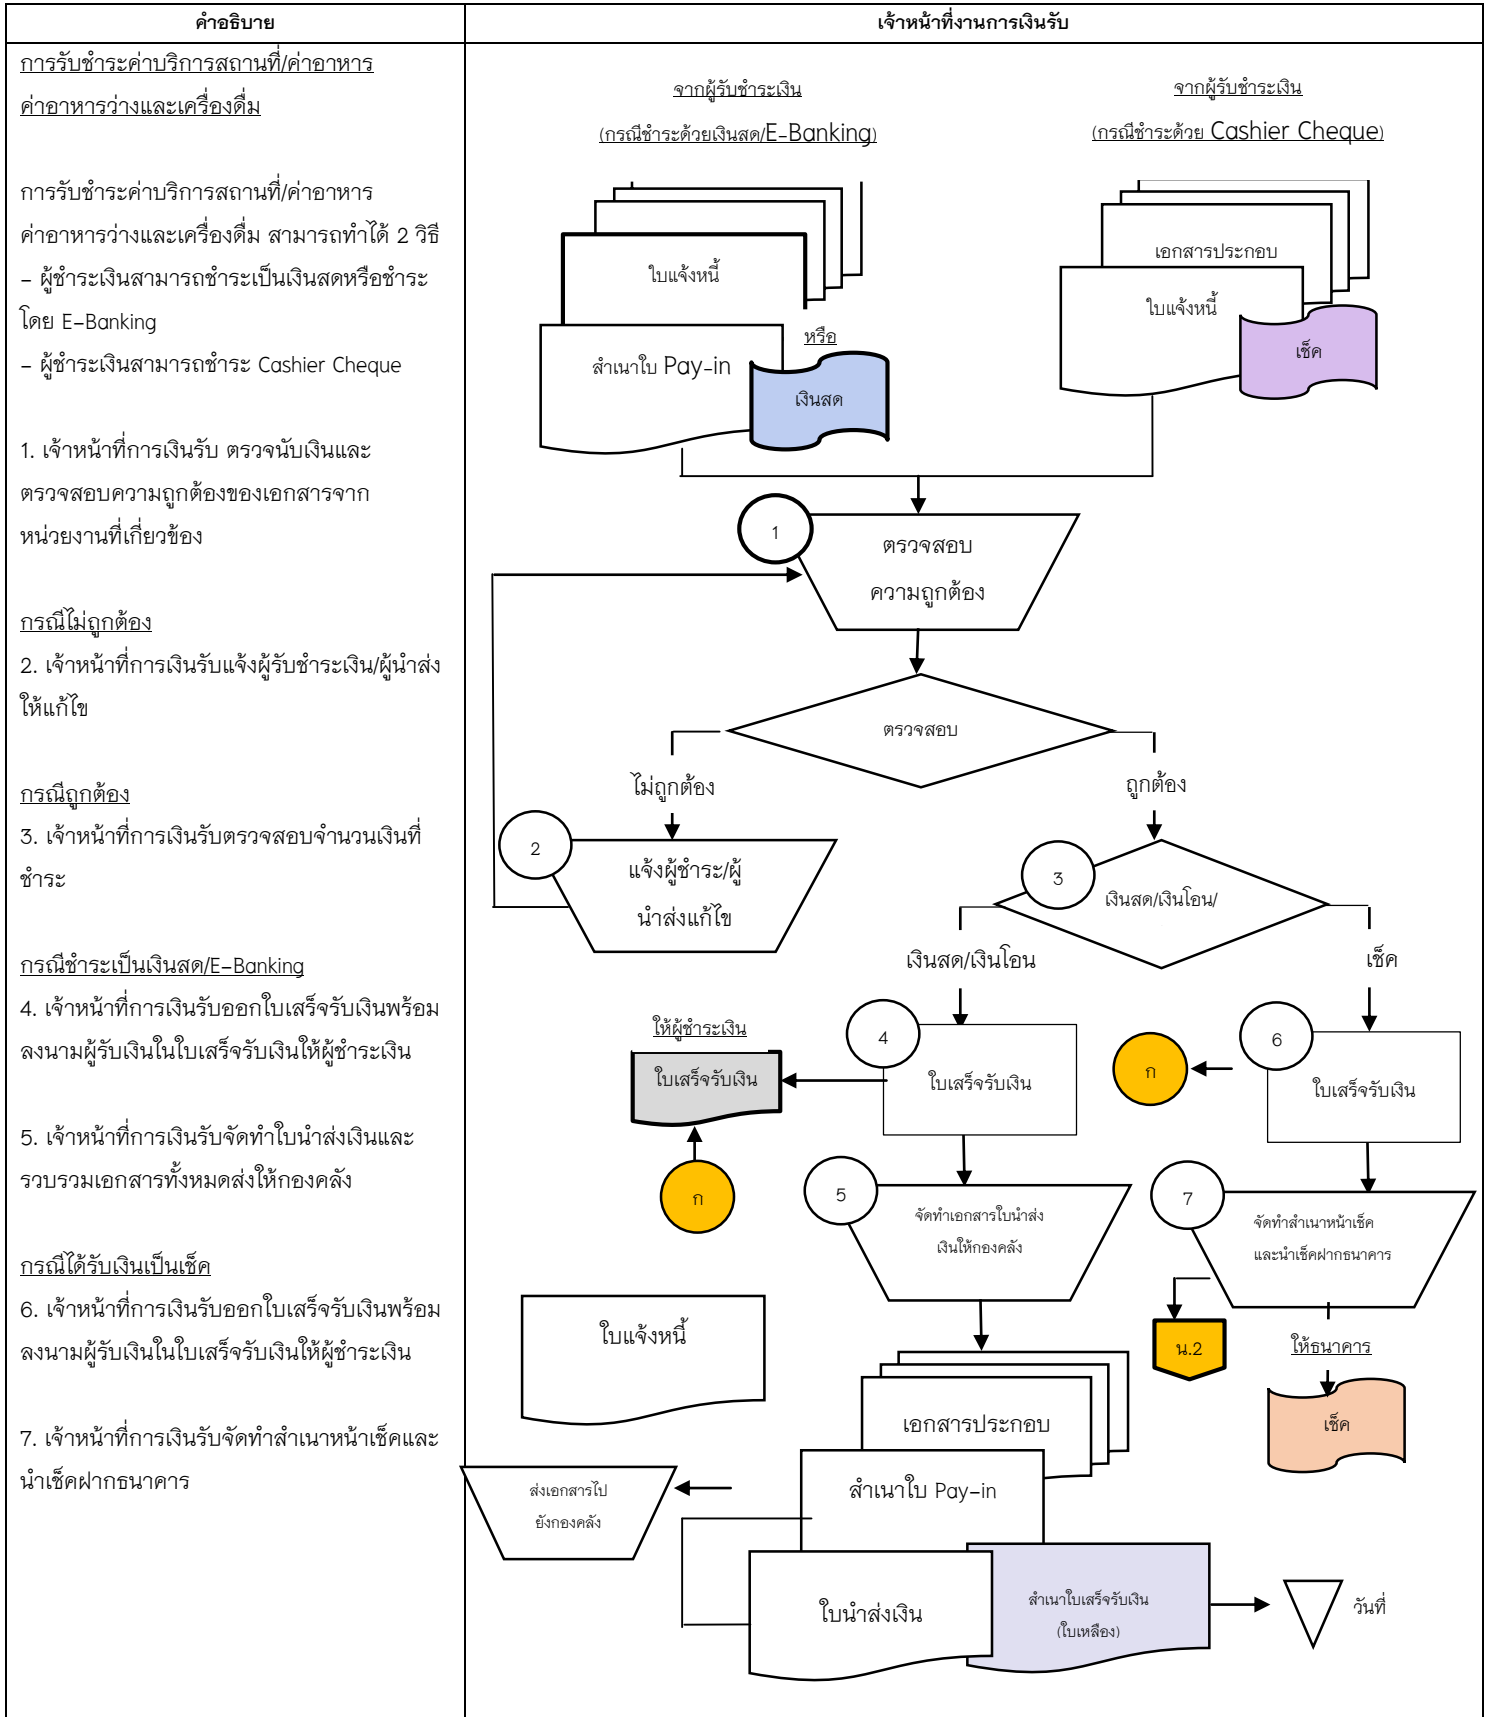 คำอธิบาย
เจ้าหน้าที่งานการเงินรับ
การรับชำระค่าบริการสถานที่/ค่าอาหาร
ค่าอาหารว่างและเครื่องดื่ม
การรับชำระค่าบริการสถานที่/ค่าอาหาร
ค่าอาหารว่างและเครื่องดื่ม สามารถทำได้ 2 วิธี
– ผู้ชำระเงินสามารถชำระเป็นเงินสดหรือชำระ
โดย E–Banking
– ผู้ชำระเงินสามารถชำระ Cashier Cheque
1. เจ้าหน้าที่การเงินรับ ตรวจนับเงินและ
ตรวจสอบความถูกต้องของเอกสารจาก
หน่วยงานที่เกี่ยวข้อง
กรณีไม่ถูกต้อง
2. เจ้าหน้าที่การเงินรับแจ้งผู้รับชำระเงิน/ผู้นำส่ง
ให้แก้ไข
กรณีถูกต้อง
3. เจ้าหน้าที่การเงินรับตรวจสอบจำนวนเงินที่
ชำระ
กรณีชำระเป็นเงินสด/E–Banking
4. เจ้าหน้าที่การเงินรับออกใบเสร็จรับเงินพร้อม
ลงนามผู้รับเงินในใบเสร็จรับเงินให้ผู้ชำระเงิน
5. เจ้าหน้าที่การเงินรับจัดทำใบนำส่งเงินและ
รวบรวมเอกสารทั้งหมดส่งให้กองคลัง
กรณีได้รับเงินเป็นเช็ค
6. เจ้าหน้าที่การเงินรับออกใบเสร็จรับเงินพร้อม
ลงนามผู้รับเงินในใบเสร็จรับเงินให้ผู้ชำระเงิน
7. เจ้าหน้าที่การเงินรับจัดทำสำเนาหน้าเช็คและ
นำเช็คฝากธนาคาร
จากผู้รับชำระเงิน
(กรณีชำระด้วยเงินสด/E-Banking)
จากผู้รับชำระเงิน
(กรณีชำระด้วย Cashier Cheque)
ใบแจ้งหนี้
หรือ
สำเนาใบ Pay-in
เงินสด
เอกสารประกอบ
ใบแจ้งหนี้
เช็ค
1
ตรวจสอบ
ความถูกต้อง
ตรวจสอบ
ไม่ถูกต้อง
ถูกต้อง
2
แจ้งผู้ชำระ/ผู้
นำส่งแก้ไข
3
เงินสด/เงินโอน/
เงินสด/เงินโอน
เช็ค
ให้ผู้ชำระเงิน
ใบเสร็จรับเงิน
4
ใบเสร็จรับเงิน
ก
6
ใบเสร็จรับเงิน
ก
5
จัดทำเอกสารใบนำส่ง
เงินให้กองคลัง
7
จัดทำสำเนาหน้าเช็ค
และนำเช็คฝากธนาคาร
ใบแจ้งหนี้
น.2
ให้ธนาคาร
เช็ค
เอกสารประกอบ
ส่งเอกสารไป
ยังกองคลัง
สำเนาใบ Pay–in
ใบนำส่งเงิน
สำเนาใบเสร็จรับเงิน
(ใบเหลือง)
วันที่